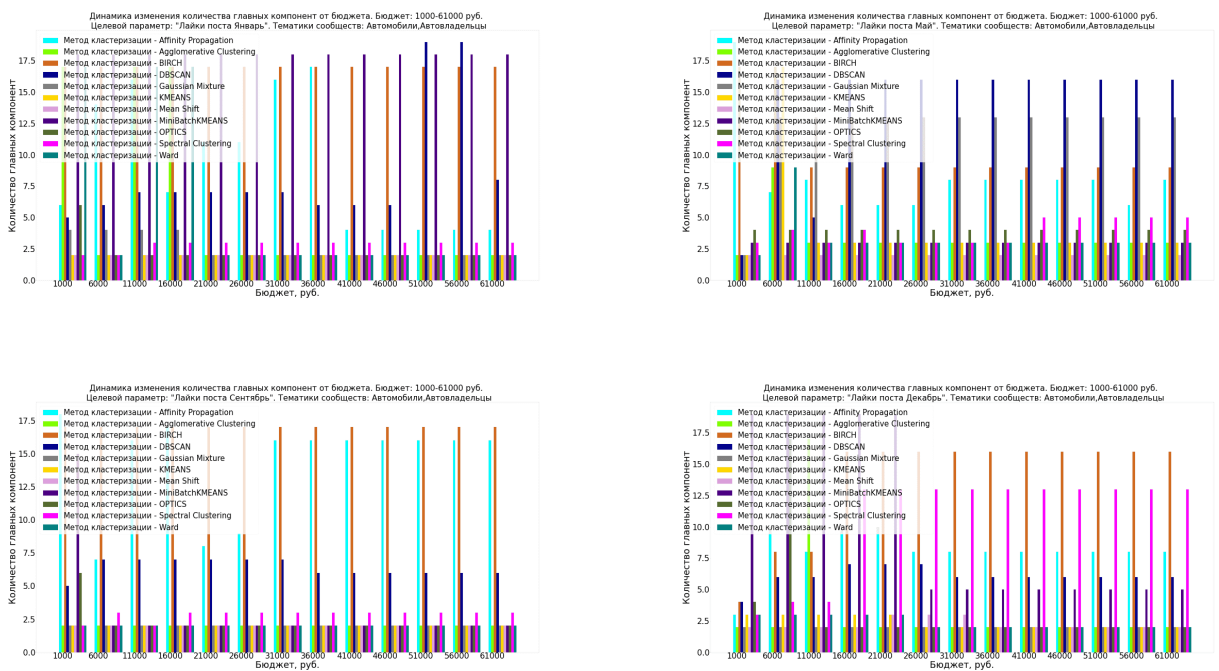 Динамика изменения количества главных компонент от бюджета. Бюджет: 1000-61000 руб.
Целевой параметр: "Лайки поста Январь". Тематики сообществ: Автомобили,Автовладельцы
Количество главных компонент
17.5
15.0
12.5
10.0
7.5
5.0
2.5
0.0
Метод кластеризации - Affinity Propagation
Метод кластеризации - Agglomerative Clustering
Метод кластеризации - BIRCH
Метод кластеризации - DBSCAN
Метод кластеризации - Gaussian Mixture
Метод кластеризации - KMEANS
Метод кластеризации - Mean Shift
Метод кластеризации - MiniBatchKMEANS
Метод кластеризации - OPTICS
Метод кластеризации - Spectral Clustering
Метод кластеризации - Ward
1000 6000 11000 16000 21000 26000 31000 36000 41000 46000 51000 56000 61000
Бюджет, руб.
Динамика изменения количества главных компонент от бюджета. Бюджет: 1000-61000 руб.
Целевой параметр: "Лайки поста Май". Тематики сообществ: Автомобили,Автовладельцы
Количество главных компонент
17.5
15.0
12.5
10.0
7.5
5.0
2.5
0.0
Метод кластеризации - Affinity Propagation
Метод кластеризации - Agglomerative Clustering
Метод кластеризации - BIRCH
Метод кластеризации - DBSCAN
Метод кластеризации - Gaussian Mixture
Метод кластеризации - KMEANS
Метод кластеризации - Mean Shift
Метод кластеризации - MiniBatchKMEANS
Метод кластеризации - OPTICS
Метод кластеризации - Spectral Clustering
Метод кластеризации - Ward
1000 6000 11000 16000 21000 26000 31000 36000 41000 46000 51000 56000 61000
Бюджет, руб.
Динамика изменения количества главных компонент от бюджета. Бюджет: 1000-61000 руб.
Целевой параметр: "Лайки поста Сентябрь". Тематики сообществ: Автомобили,Автовладельцы
Количество главных компонент
17.5
15.0
12.5
10.0
7.5
5.0
2.5
0.0
Метод кластеризации - Affinity Propagation
Метод кластеризации - Agglomerative Clustering
Метод кластеризации - BIRCH
Метод кластеризации - DBSCAN
Метод кластеризации - Gaussian Mixture
Метод кластеризации - KMEANS
Метод кластеризации - Mean Shift
Метод кластеризации - MiniBatchKMEANS
Метод кластеризации - OPTICS
Метод кластеризации - Spectral Clustering
Метод кластеризации - Ward
1000 6000 11000 16000 21000 26000 31000 36000 41000 46000 51000 56000 61000
Бюджет, руб.
Динамика изменения количества главных компонент от бюджета. Бюджет: 1000-61000 руб.
Целевой параметр: "Лайки поста Декабрь". Тематики сообществ: Автомобили,Автовладельцы
Количество главных компонент
17.5
15.0
12.5
10.0
7.5
5.0
2.5
0.0
Метод кластеризации - Affinity Propagation
Метод кластеризации - Agglomerative Clustering
Метод кластеризации - BIRCH
Метод кластеризации - DBSCAN
Метод кластеризации - Gaussian Mixture
Метод кластеризации - KMEANS
Метод кластеризации - Mean Shift
Метод кластеризации - MiniBatchKMEANS
Метод кластеризации - OPTICS
Метод кластеризации - Spectral Clustering
Метод кластеризации - Ward
1000 6000 11000 16000 21000 26000 31000 36000 41000 46000 51000 56000 61000
Бюджет, руб.